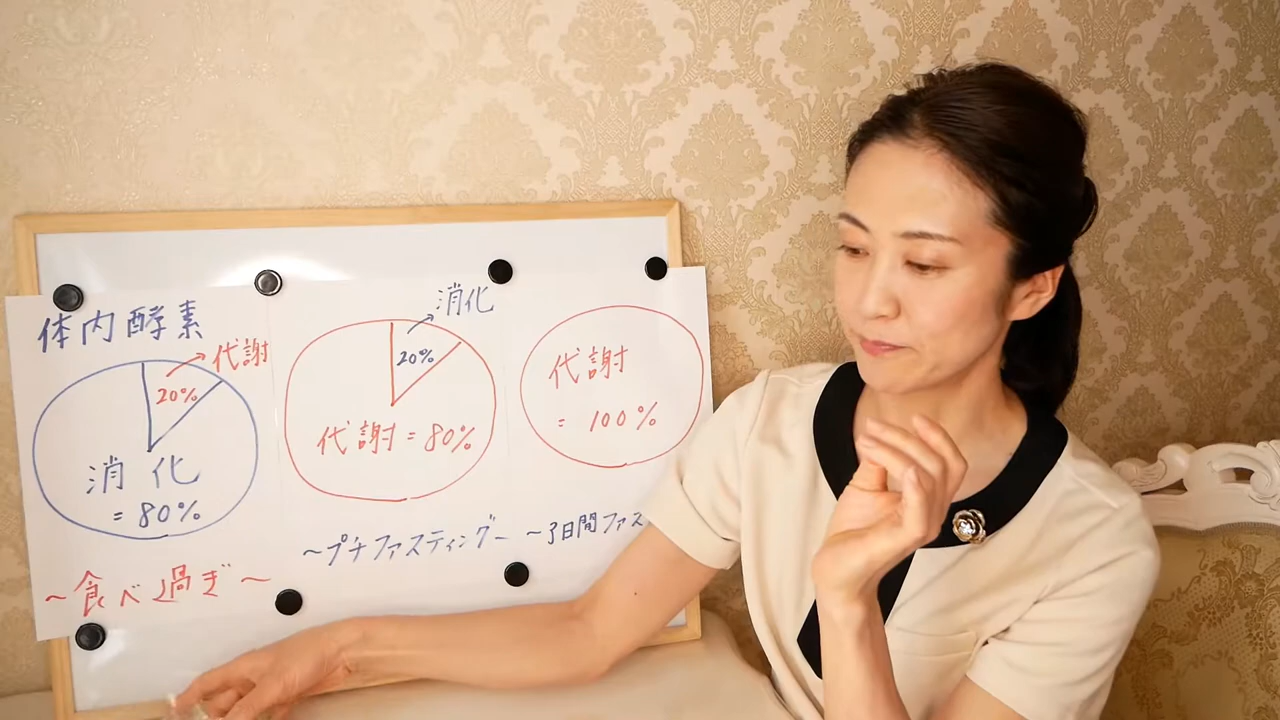 体内酵素
代謝
20%
消化
= 80%
~食べ過ぎ~
消化
20%
代謝 = 80%
~プチファスティング~
代謝
= 100%
~3日間ファス